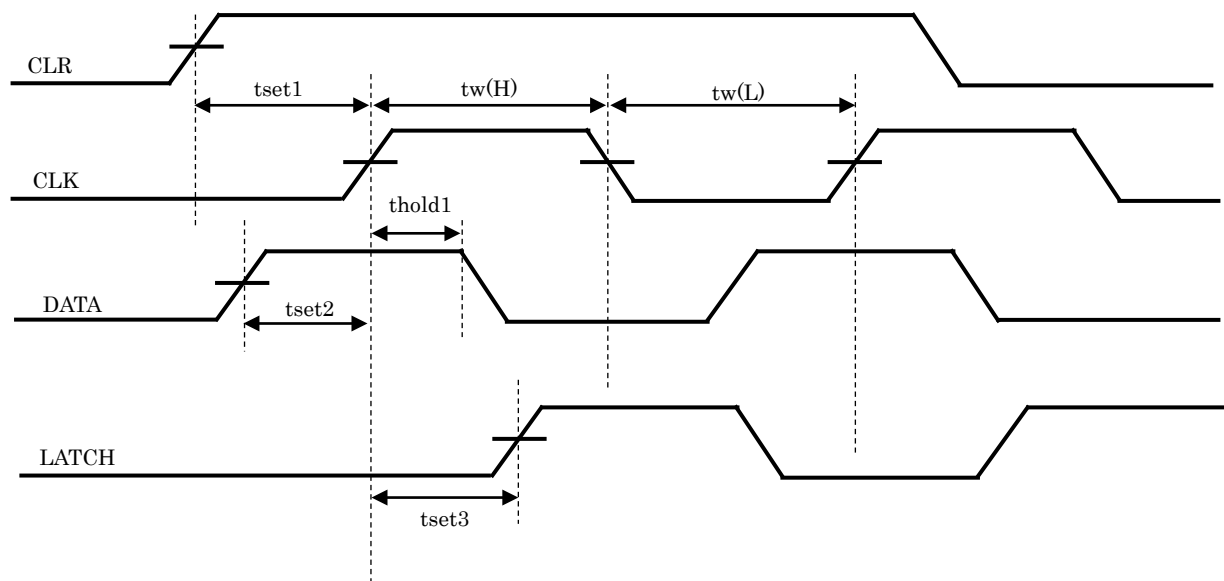 CLR
tset1
tw(H)
tw(L)
CLK
thold1
DATA
tset2
LATCH
tset3